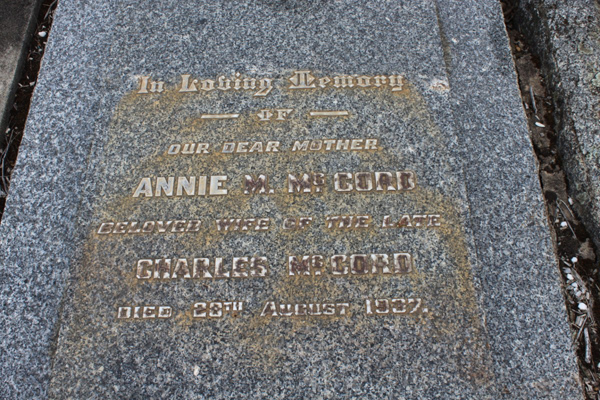 In Loving Memory
OF
OUR DEAR MOTHER
ANNIE M. McCORD
BELOVED WIFE OF THE LATE
CHARLES McCORD
DIED 28TH AUGUST 1937.